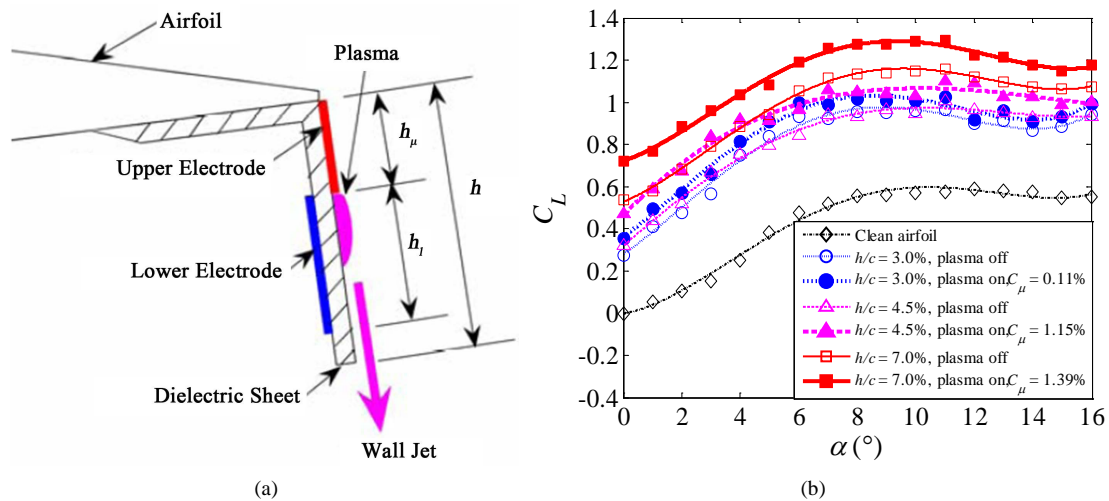 Airfoil
Plasma
Upper Electrode
Lower Electrode
Dielectric Sheet
Wall Jet
h_μ
h_l
h
(a)
C_L
1.4
1.2
1.0
0.8
0.6
0.4
0.2
0
-0.2
-0.4
0 2 4 6 8 10 12 14 16
α (°)
Clean airfoil
h/c = 3.0%, plasma off
h/c = 3.0%, plasma on,C_μ = 0.11%
h/c = 4.5%, plasma off
h/c = 4.5%, plasma on,C_μ = 1.15%
h/c = 7.0%, plasma off
h/c = 7.0%, plasma on,C_μ = 1.39%
(b)